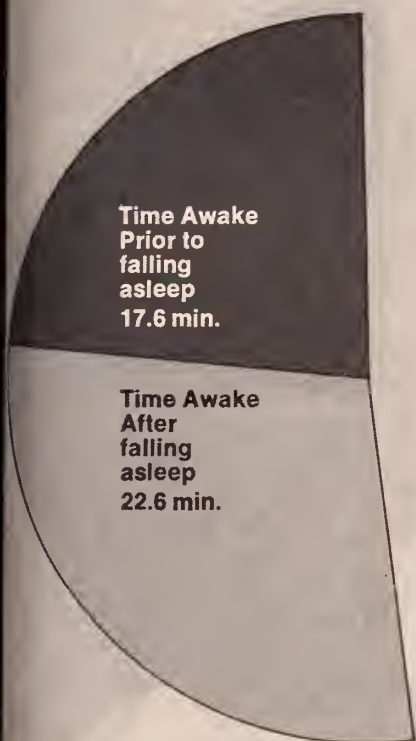 Time Awake
Prior to
falling
asleep
17.6 min.
Time Awake
After
falling
asleep
22.6 min.